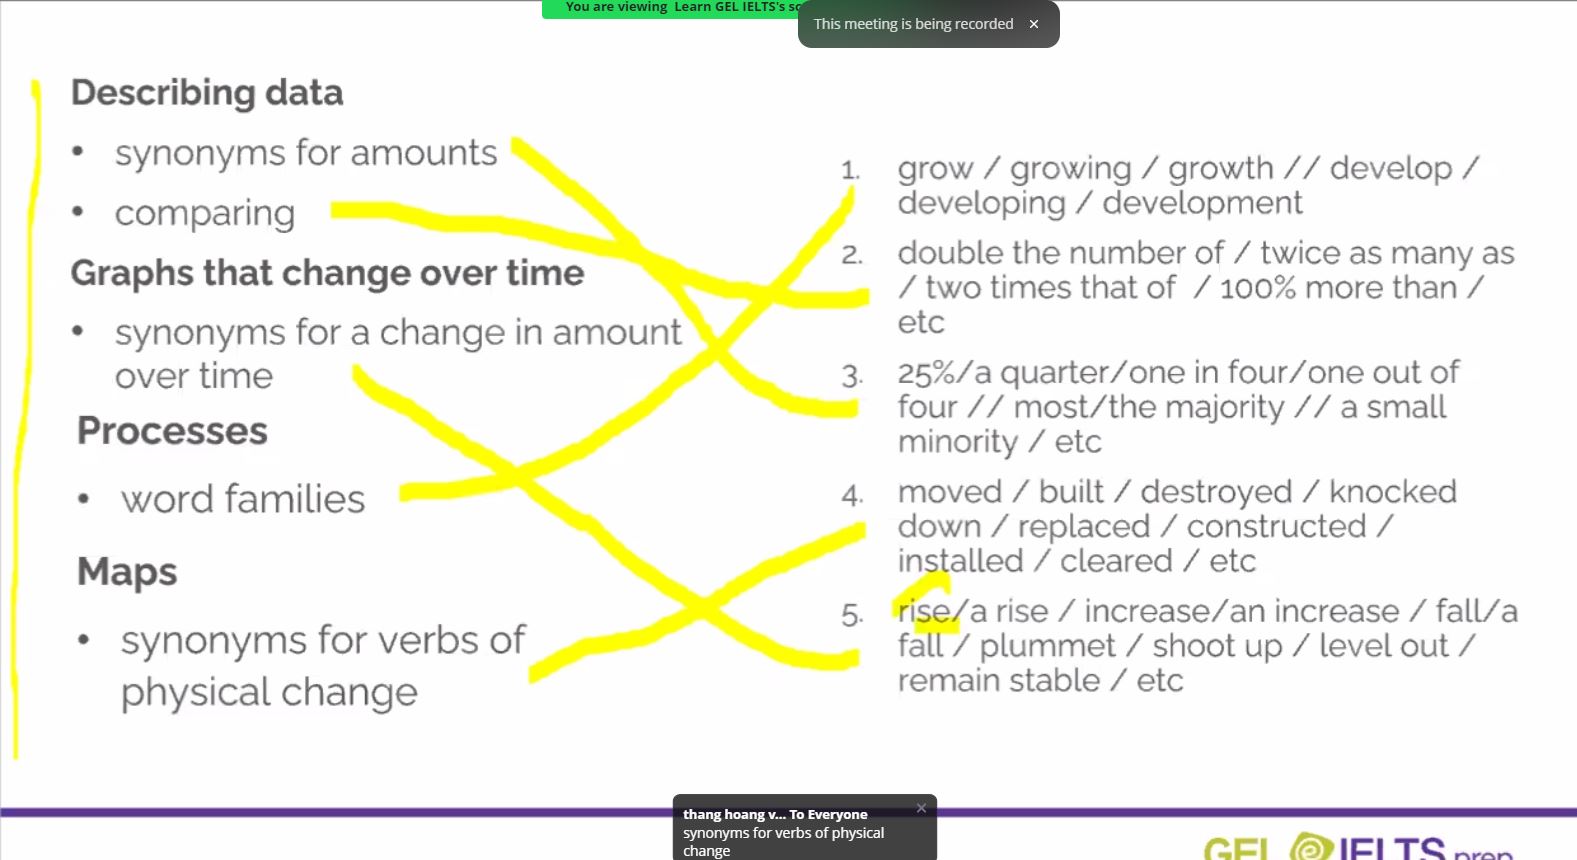 You are viewing Learn GEL IELTS's
This meeting is being recorded
Describing data
• synonyms for amounts
• comparing
Graphs that change over time
• synonyms for a change in amount
over time
Processes
• word families
Maps
• synonyms for verbs of
physical change
1. grow / growing / growth // develop /
developing / development
2. double the number of / twice as many as
/ two times that of / 100% more than /
etc
3. 25%/a quarter/one in four/one out of
four // most/the majority // a small
minority / etc
4. moved / built / destroyed / knocked
down / replaced / constructed /
installed / cleared / etc
5. rise/a rise / increase/an increase / fall/a
fall / plummet / shoot up / level out /
remain stable / etc
thang hoang v... To Everyone
synonyms for verbs of physical
change
GEL IELTS prep